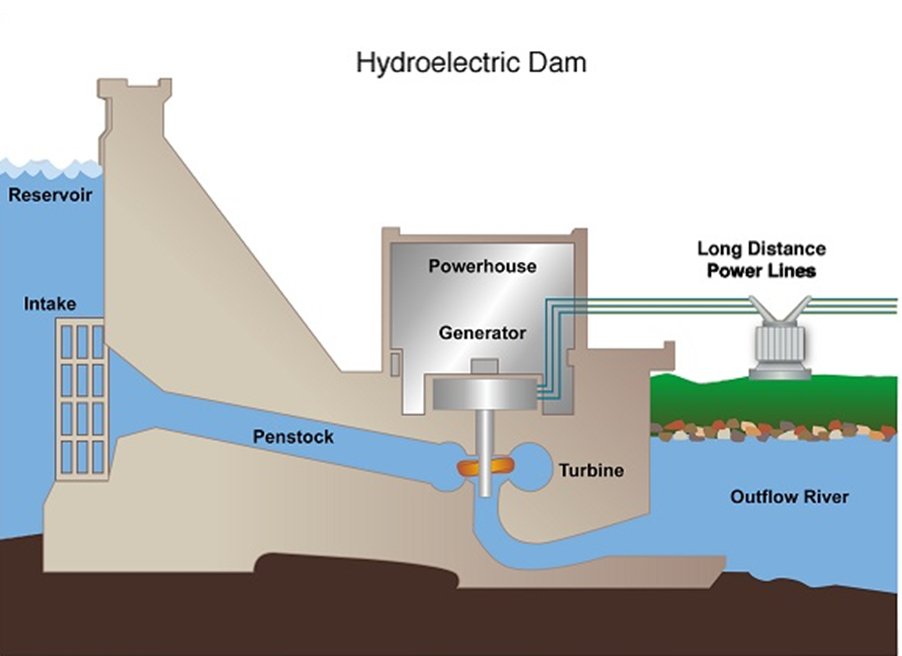 Hydroelectric Dam
Reservoir
Intake
Powerhouse
Generator
Long Distance
Power Lines
Penstock
Turbine
Outflow River